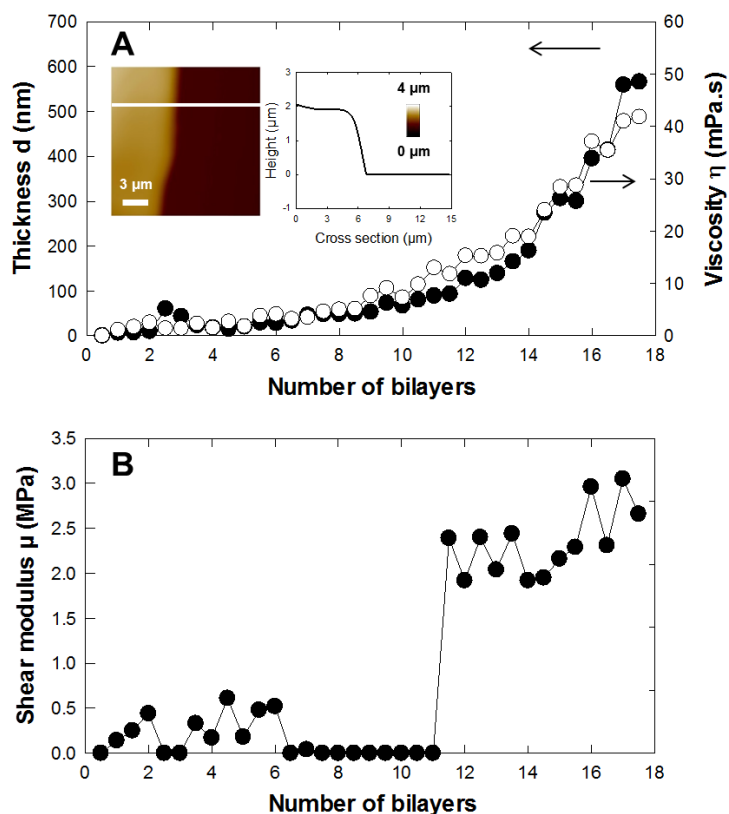 A
Thickness d (nm)
700
600
500
400
300
200
100
0
3 µm
Height (µm)
3
2
1
0
-1
4 µm
0 µm
0 3 6 9 12 15
Cross section (µm)
60
50
40
30
20
10
0
Viscosity η (mPa.s)
0 2 4 6 8 10 12 14 16 18
Number of bilayers
B
Shear modulus µ (MPa)
3.5
3.0
2.5
2.0
1.5
1.0
0.5
0.0
0 2 4 6 8 10 12 14 16 18
Number of bilayers